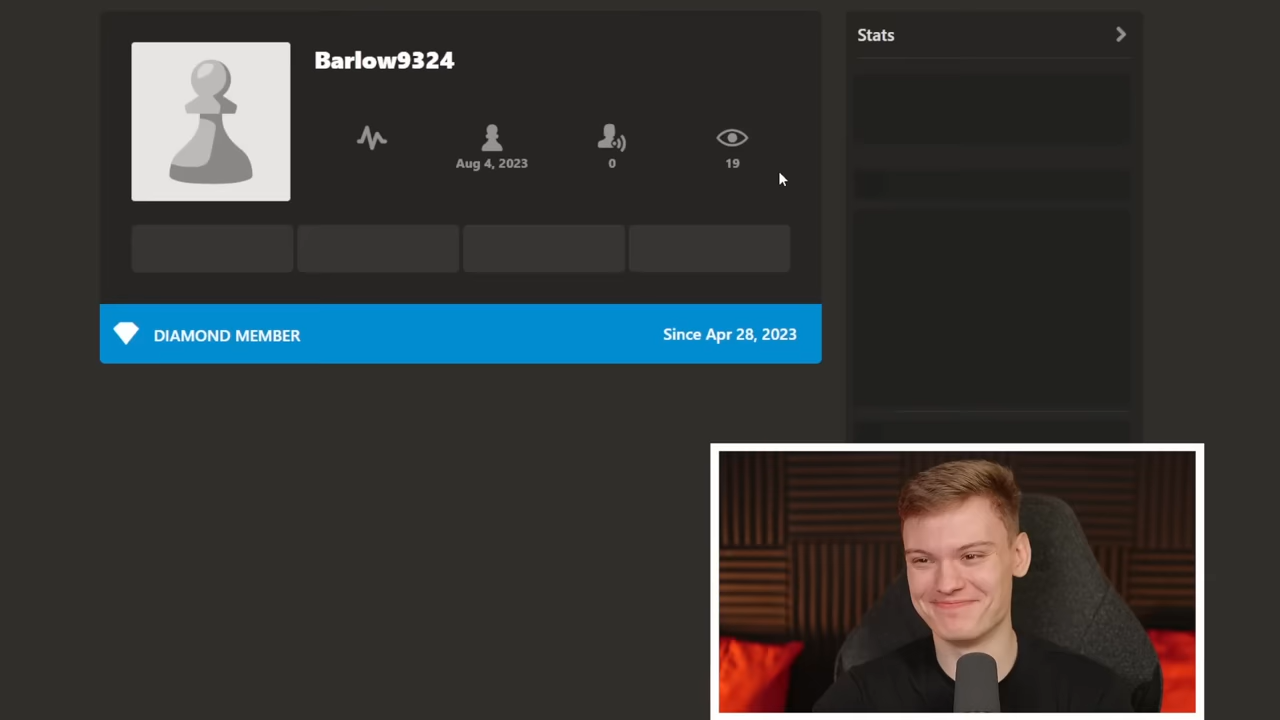 Barlow9324
Aug 4, 2023
0
19
DIAMOND MEMBER
Since Apr 28, 2023
Stats